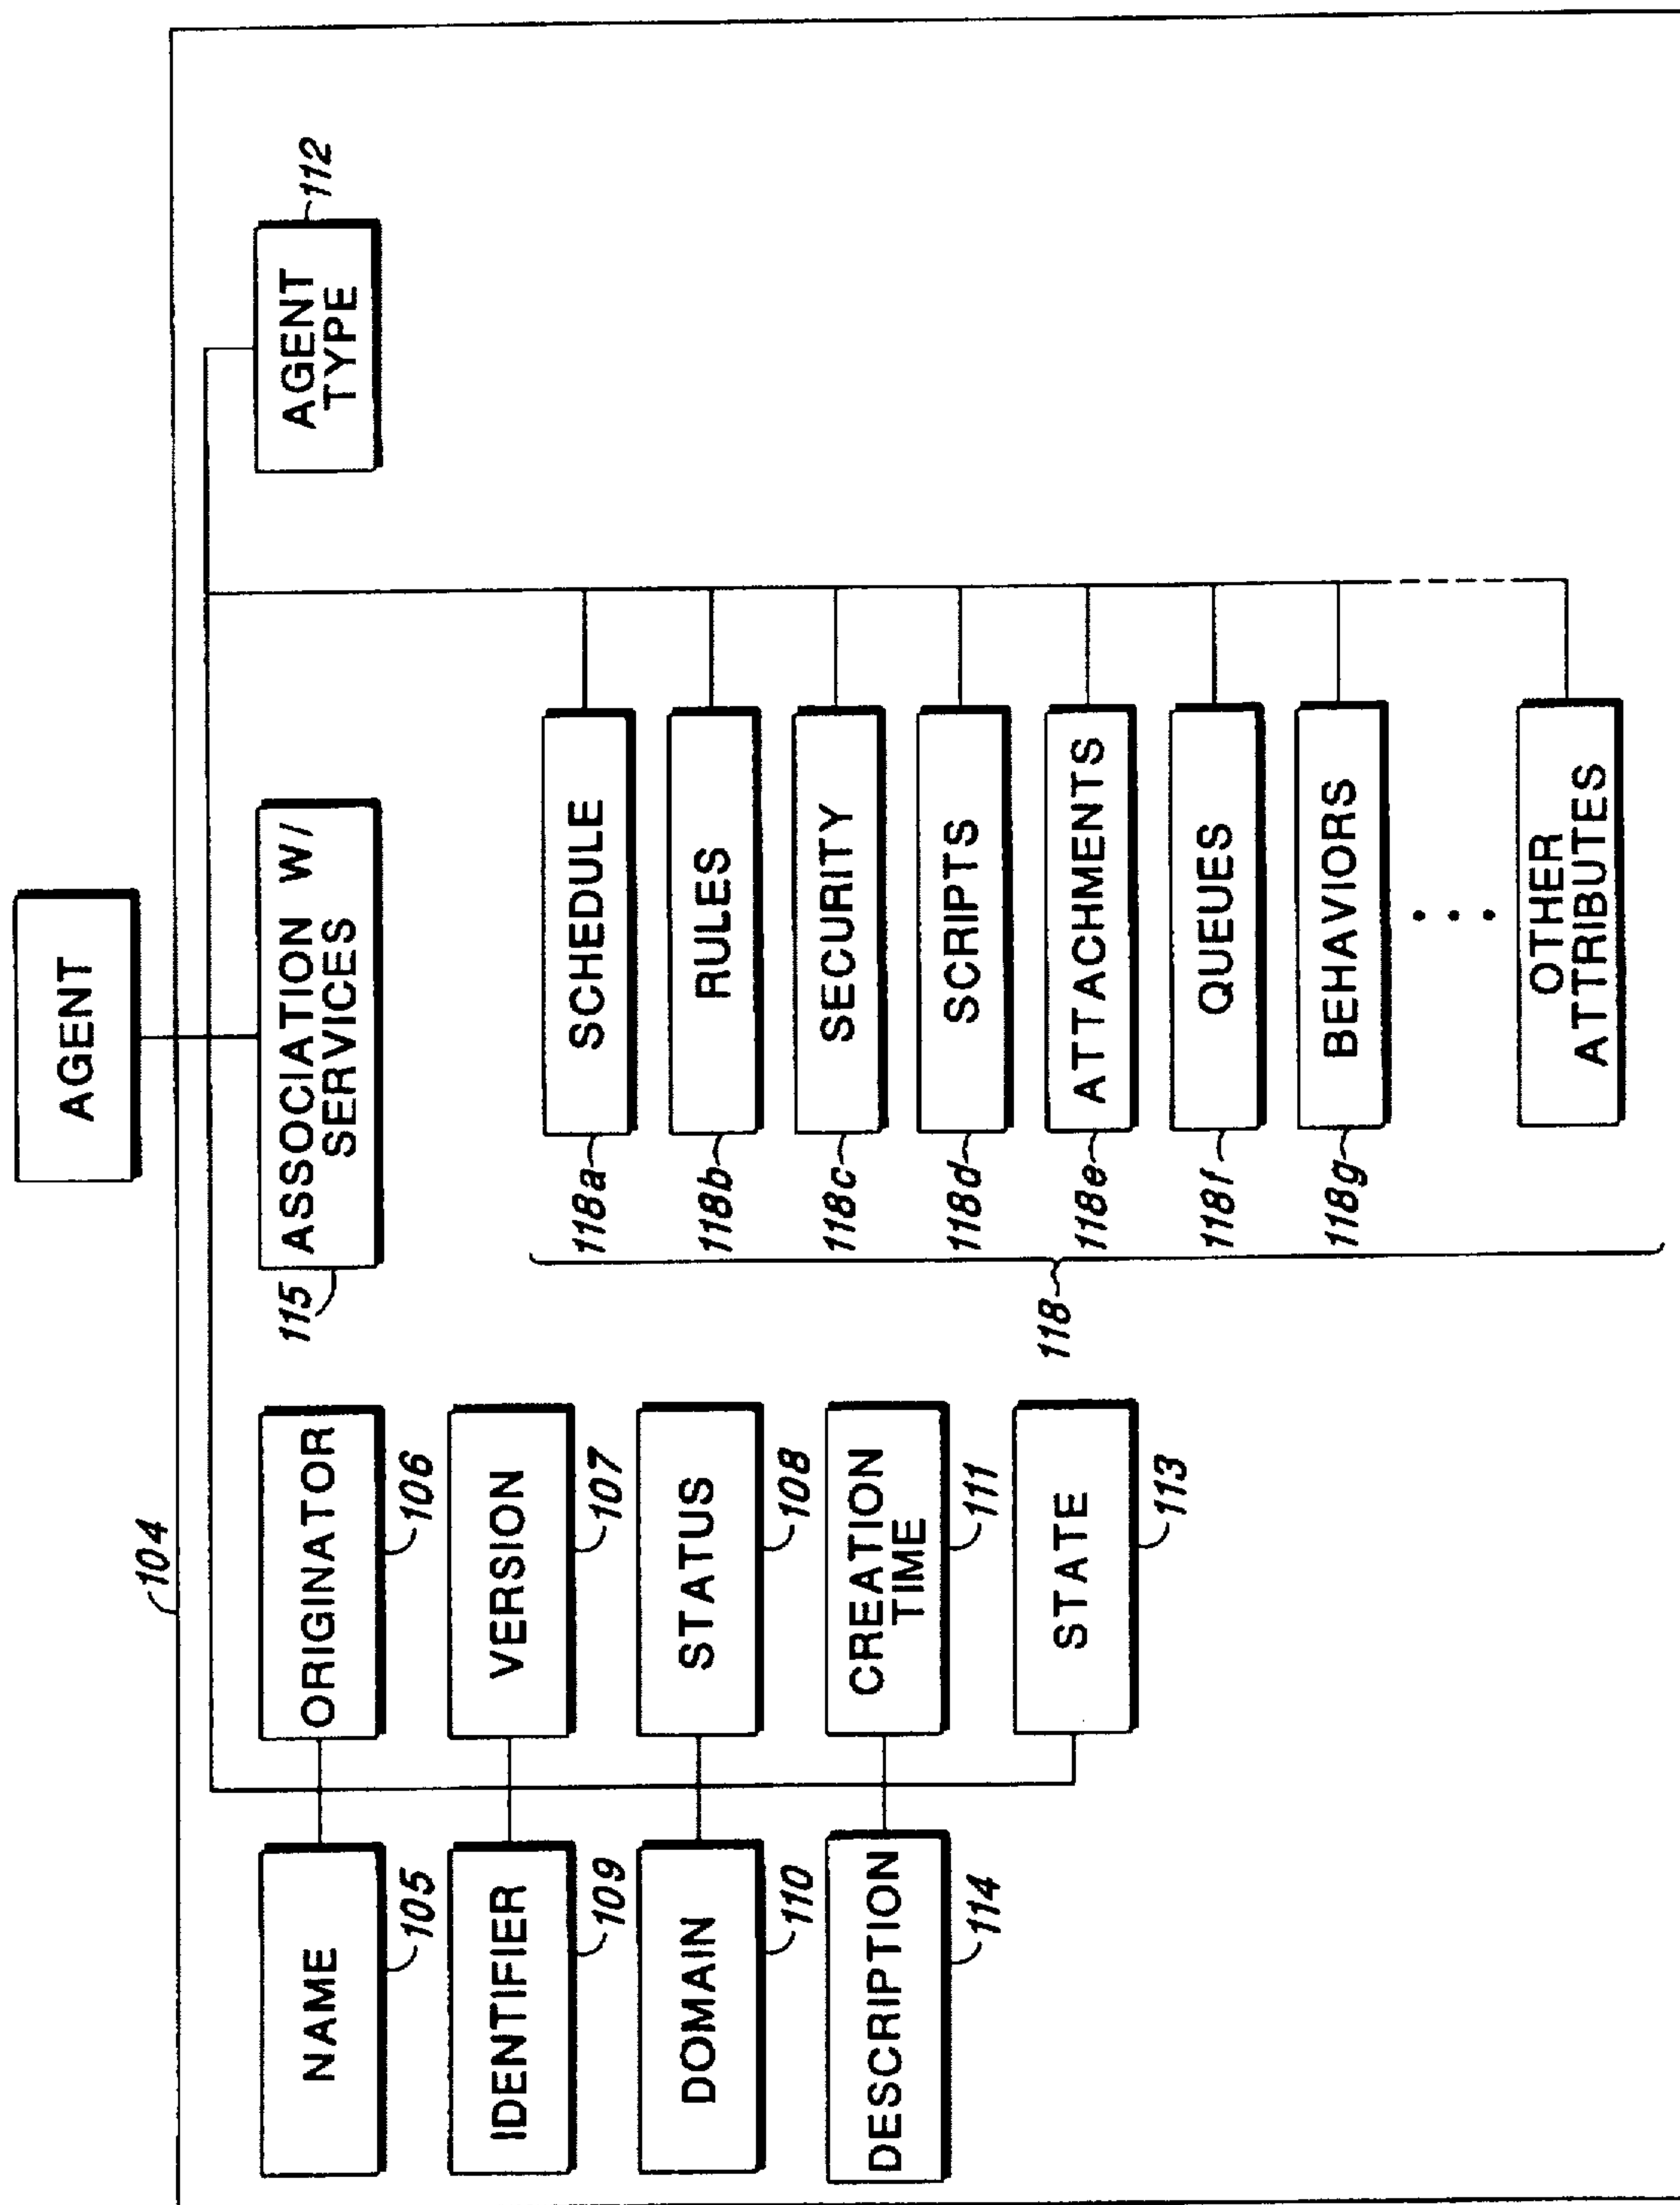 AGENT
104
NAME
105
ORIGINATOR
106
115
ASSOCIATION W/
SERVICES
AGENT
TYPE
112
IDENTIFIER
109
VERSION
107
DOMAIN
110
STATUS
108
DESCRIPTION
114
CREATION
TIME
111
STATE
113
118
118a
SCHEDULE
118b
RULES
118c
SECURITY
118d
SCRIPTS
118e
ATTACHMENTS
118f
QUEUES
118g
BEHAVIORS
OTHER
ATTRIBUTES